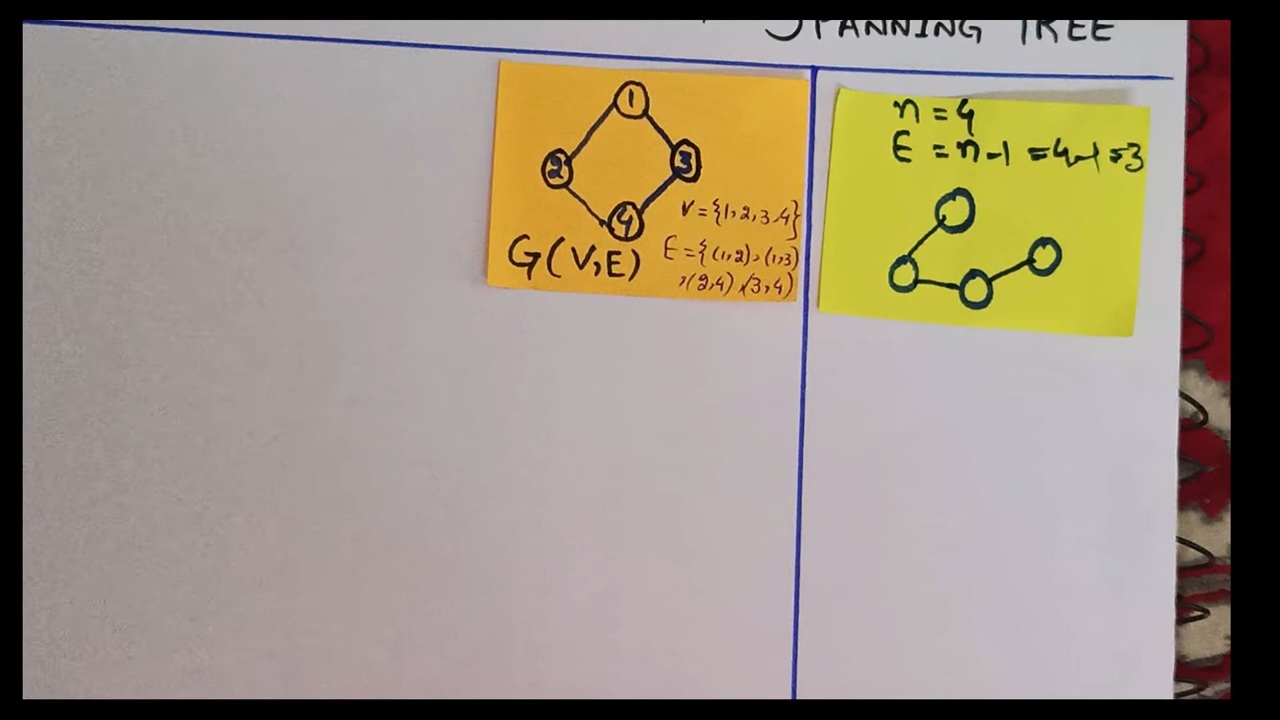 SPANNING TREE
1
2
3
4
V = {1,2,3,4}
G(V,E)
E = {(1,2),(1,3)
,(2,4),(3,4)
n = 4
E = n-1 = 4-1 = 3